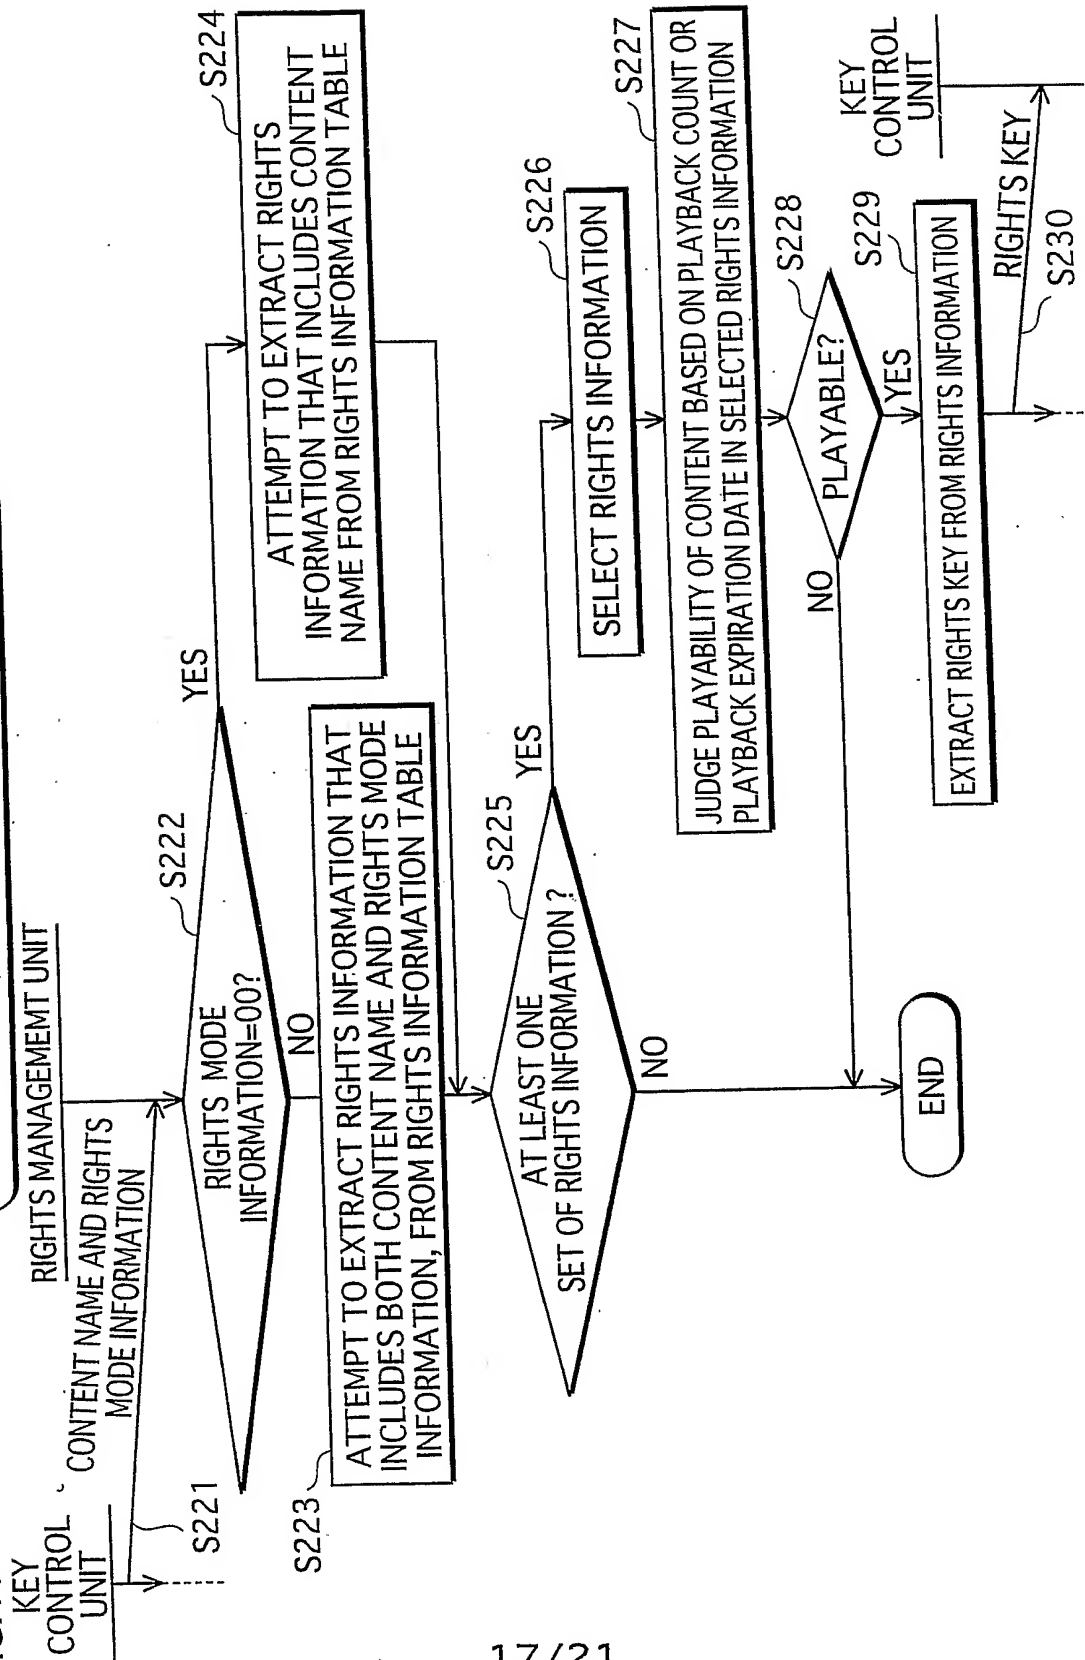 KEY
CONTROL
UNIT
RIGHTS MANAGEMEMT UNIT
CONTENT NAME AND RIGHTS
MODE INFORMATION
S221
S222
RIGHTS MODE
INFORMATION=00?
YES
NO
S224
ATTEMPT TO EXTRACT RIGHTS
INFORMATION THAT INCLUDES CONTENT
NAME FROM RIGHTS INFORMATION TABLE
S223
ATTEMPT TO EXTRACT RIGHTS INFORMATION THAT
INCLUDES BOTH CONTENT NAME AND RIGHTS MODE
INFORMATION, FROM RIGHTS INFORMATION TABLE
S225
AT LEAST ONE
SET OF RIGHTS INFORMATION ?
YES
NO
S226
SELECT RIGHTS INFORMATION
S227
JUDGE PLAYABILITY OF CONTENT BASED ON PLAYBACK COUNT OR
PLAYBACK EXPIRATION DATE IN SELECTED RIGHTS INFORMATION
S228
PLAYABLE?
NO
YES
S229
EXTRACT RIGHTS KEY FROM RIGHTS INFORMATION
KEY
CONTROL
UNIT
RIGHTS KEY
S230
END
17/21